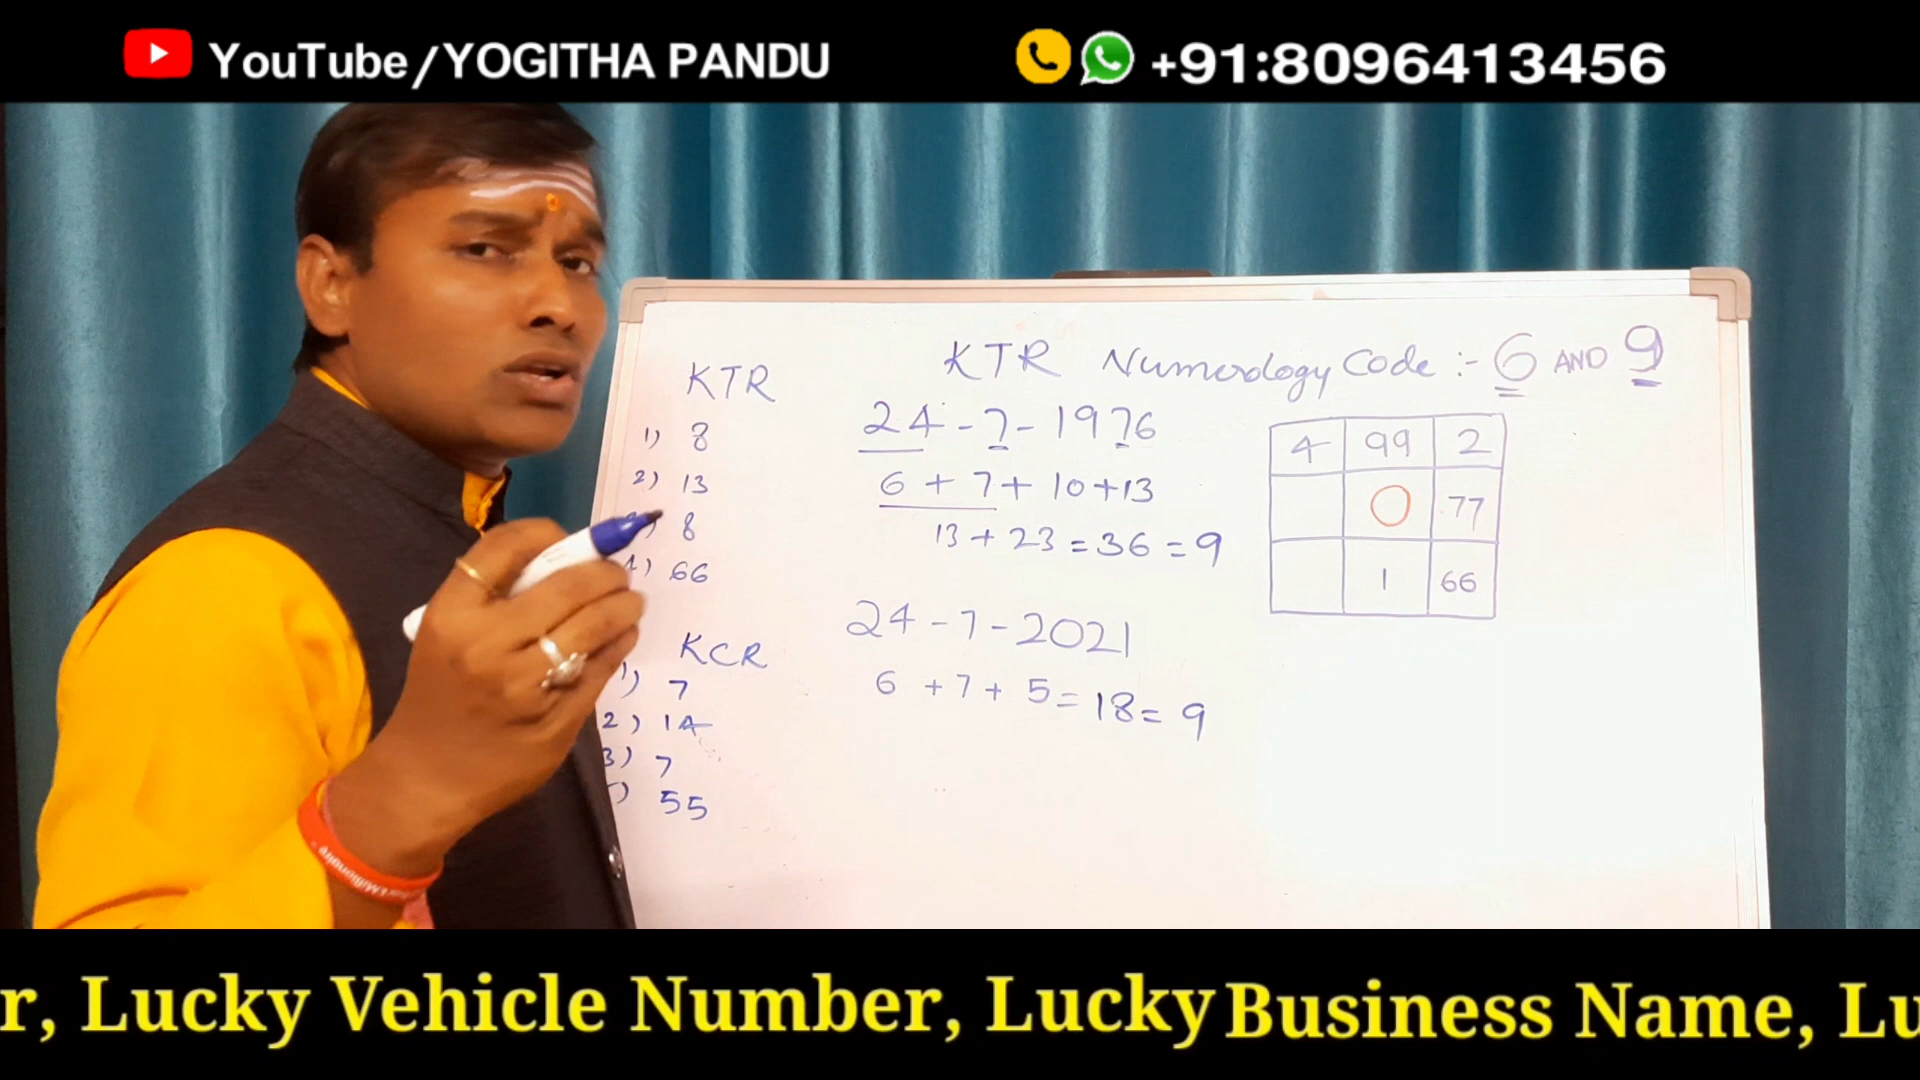 YouTube/YOGITHA PANDU
+91:8096413456
KTR
1) 8
2) 13
8
4) 66
KCR
1) 7
2) 14
3) 7
) 55
KTR Numerology Code :- 6 AND 9
24-7-1976
6 + 7 + 10+13
13 + 23 = 36 = 9
24-7-2021
6 + 7 + 5 = 18 = 9
4 99 2
O 77
1 66
r, Lucky Vehicle Number, Lucky Business Name, Lu